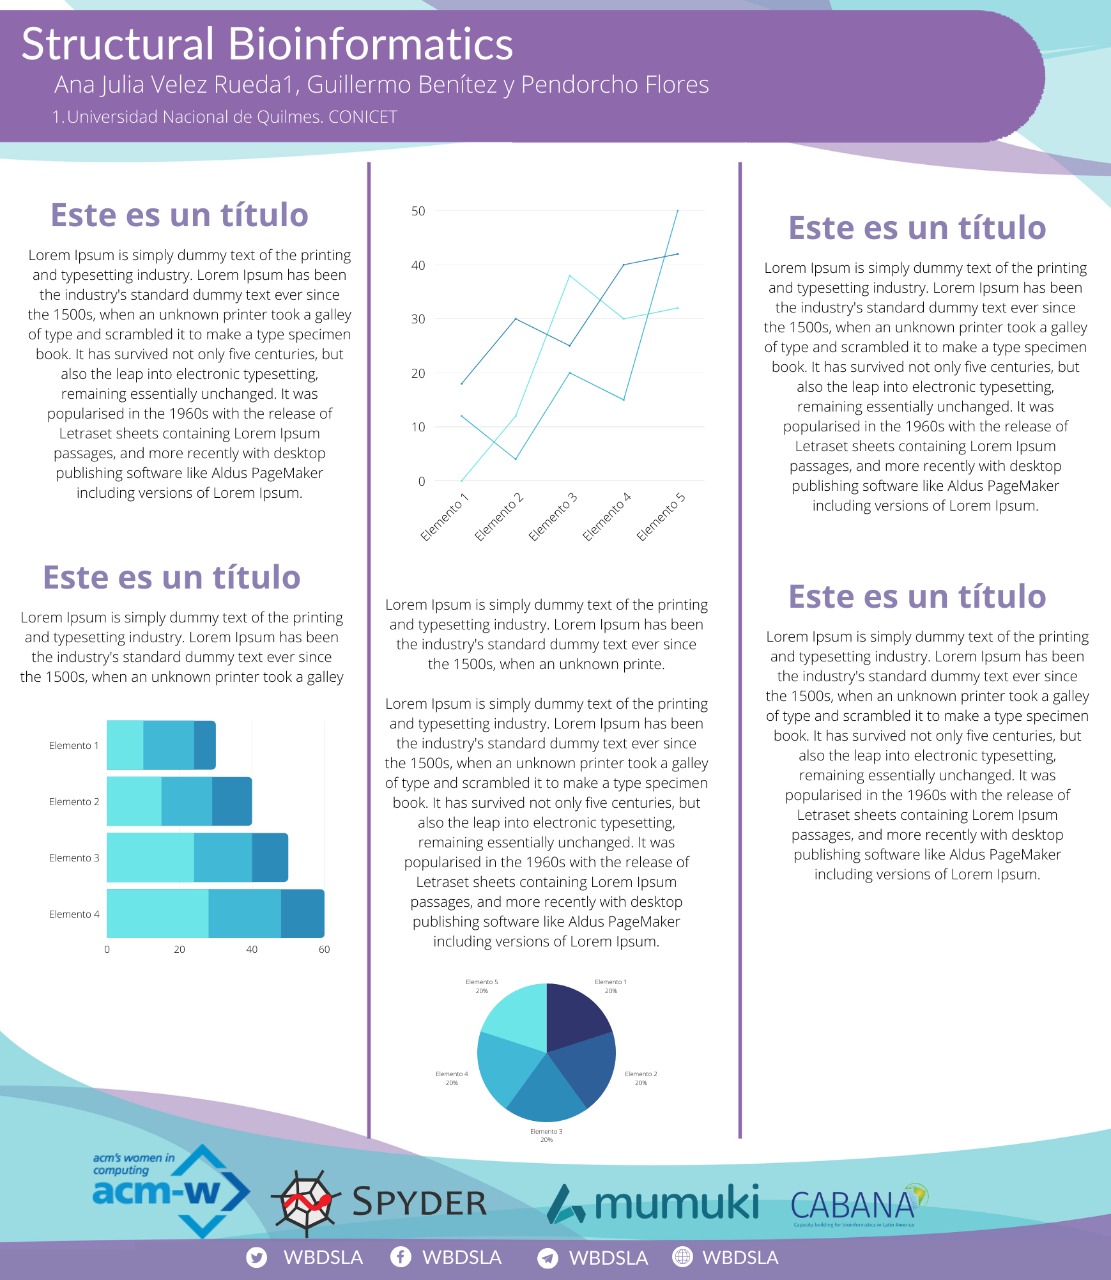 Structural Bioinformatics
Ana Julia Velez Rueda1, Guillermo Benítez y Pendorcho Flores
1.Universidad Nacional de Quilmes. CONICET
Este es un título
Lorem Ipsum is simply dummy text of the printing
and typesetting industry. Lorem Ipsum has been
the industry's standard dummy text ever since
the 1500s, when an unknown printer took a galley
of type and scrambled it to make a type specimen
book. It has survived not only five centuries, but
also the leap into electronic typesetting,
remaining essentially unchanged. It was
popularised in the 1960s with the release of
Letraset sheets containing Lorem Ipsum
passages, and more recently with desktop
publishing software like Aldus PageMaker
including versions of Lorem Ipsum.
Este es un título
Lorem Ipsum is simply dummy text of the printing
and typesetting industry. Lorem Ipsum has been
the industry's standard dummy text ever since
the 1500s, when an unknown printer took a galley
Elemento 1
Elemento 2
Elemento 3
Elemento 4
0 20 40 60
50
40
30
20
10
0
Elemento 1
Elemento 2
Elemento 3
Elemento 4
Elemento 5
Lorem Ipsum is simply dummy text of the printing
and typesetting industry. Lorem Ipsum has been
the industry's standard dummy text ever since
the 1500s, when an unknown printe.
Lorem Ipsum is simply dummy text of the printing
and typesetting industry. Lorem Ipsum has been
the industry's standard dummy text ever since
the 1500s, when an unknown printer took a galley
of type and scrambled it to make a type specimen
book. It has survived not only five centuries, but
also the leap into electronic typesetting,
remaining essentially unchanged. It was
popularised in the 1960s with the release of
Letraset sheets containing Lorem Ipsum
passages, and more recently with desktop
publishing software like Aldus PageMaker
including versions of Lorem Ipsum.
Elemento 5
20%
Elemento 1
20%
Elemento 4
20%
Elemento 2
20%
Elemento 3
20%
Este es un título
Lorem Ipsum is simply dummy text of the printing
and typesetting industry. Lorem Ipsum has been
the industry's standard dummy text ever since
the 1500s, when an unknown printer took a galley
of type and scrambled it to make a type specimen
book. It has survived not only five centuries, but
also the leap into electronic typesetting,
remaining essentially unchanged. It was
popularised in the 1960s with the release of
Letraset sheets containing Lorem Ipsum
passages, and more recently with desktop
publishing software like Aldus PageMaker
including versions of Lorem Ipsum.
Este es un título
Lorem Ipsum is simply dummy text of the printing
and typesetting industry. Lorem Ipsum has been
the industry's standard dummy text ever since
the 1500s, when an unknown printer took a galley
of type and scrambled it to make a type specimen
book. It has survived not only five centuries, but
also the leap into electronic typesetting,
remaining essentially unchanged. It was
popularised in the 1960s with the release of
Letraset sheets containing Lorem Ipsum
passages, and more recently with desktop
publishing software like Aldus PageMaker
including versions of Lorem Ipsum.
acm's women in
computing
acm-w
SPYDER
mumuki
CABANA
Capacity building for bioinformatics in Latin America
WBDSLA WBDSLA WBDSLA WBDSLA